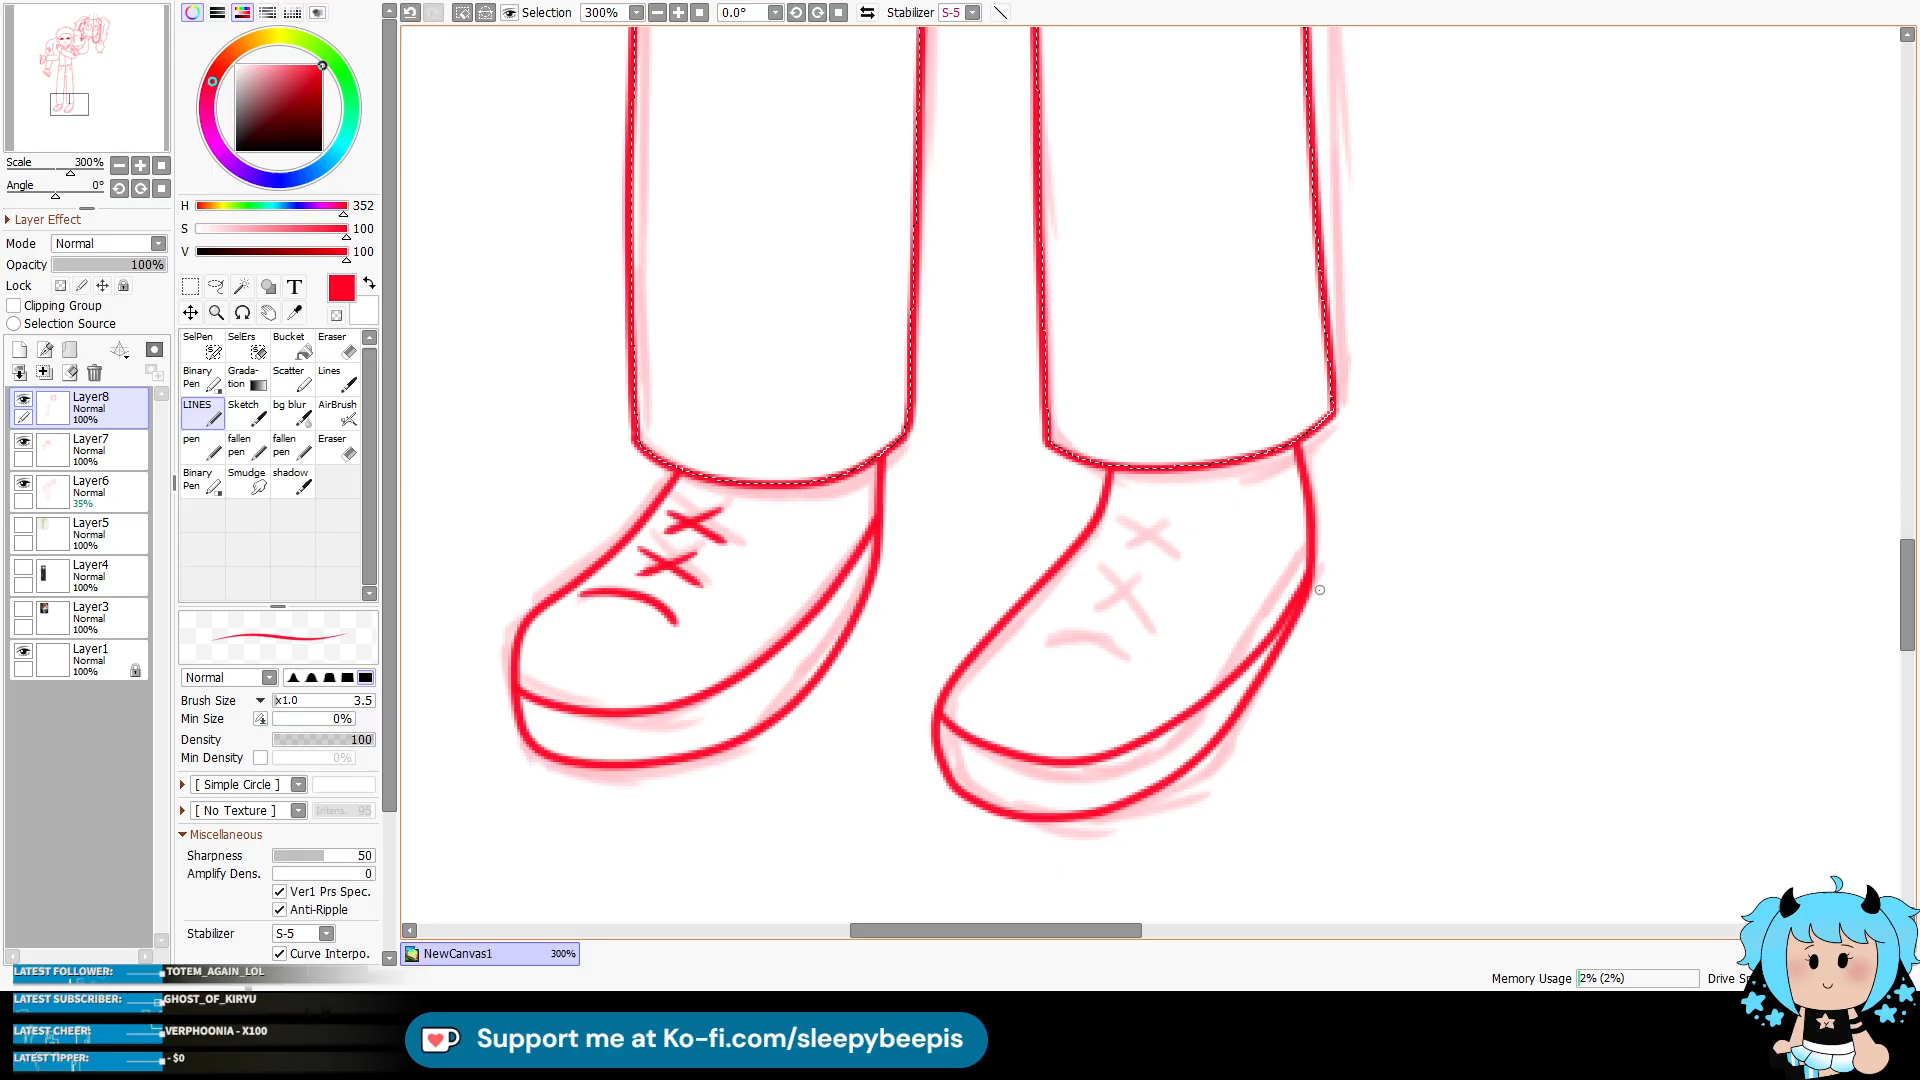 Selection 300% 0.0° Stabilizer S-5
Scale 300%
Angle 0°
Layer Effect
Mode Normal
Opacity 100%
Lock
Clipping Group
Selection Source
H 352
S 100
V 100
T
SelPen SelErs Bucket Eraser
Binary Pen Grada-tion Scatter Lines
LINES Sketch bg blur AirBrush
pen fallen pen fallen pen Eraser
Binary Pen Smudge shadow
Layer8
Normal
100%
Layer7
Normal
100%
Layer6
Normal
35%
Layer5
Normal
100%
Layer4
Normal
100%
Layer3
Normal
100%
Layer1
Normal
100%
Normal
Brush Size x1.0 3.5
Min Size 0%
Density 100
Min Density 0%
[ Simple Circle ]
[ No Texture ] Intens. 95
Miscellaneous
Sharpness 50
Amplify Dens. 0
Ver1 Prs Spec.
Anti-Ripple
Stabilizer S-5
Curve Interpo.
NewCanvas1 300%
Memory Usage 2% (2%) Drive
LATEST FOLLOWER: TOTEM_AGAIN_LOL
LATEST SUBSCRIBER: GHOST_OF_KIRYU
LATEST CHEER: VERPHOONIA - X100
LATEST TIPPER: - $0
Support me at Ko-fi.com/sleepybeepis